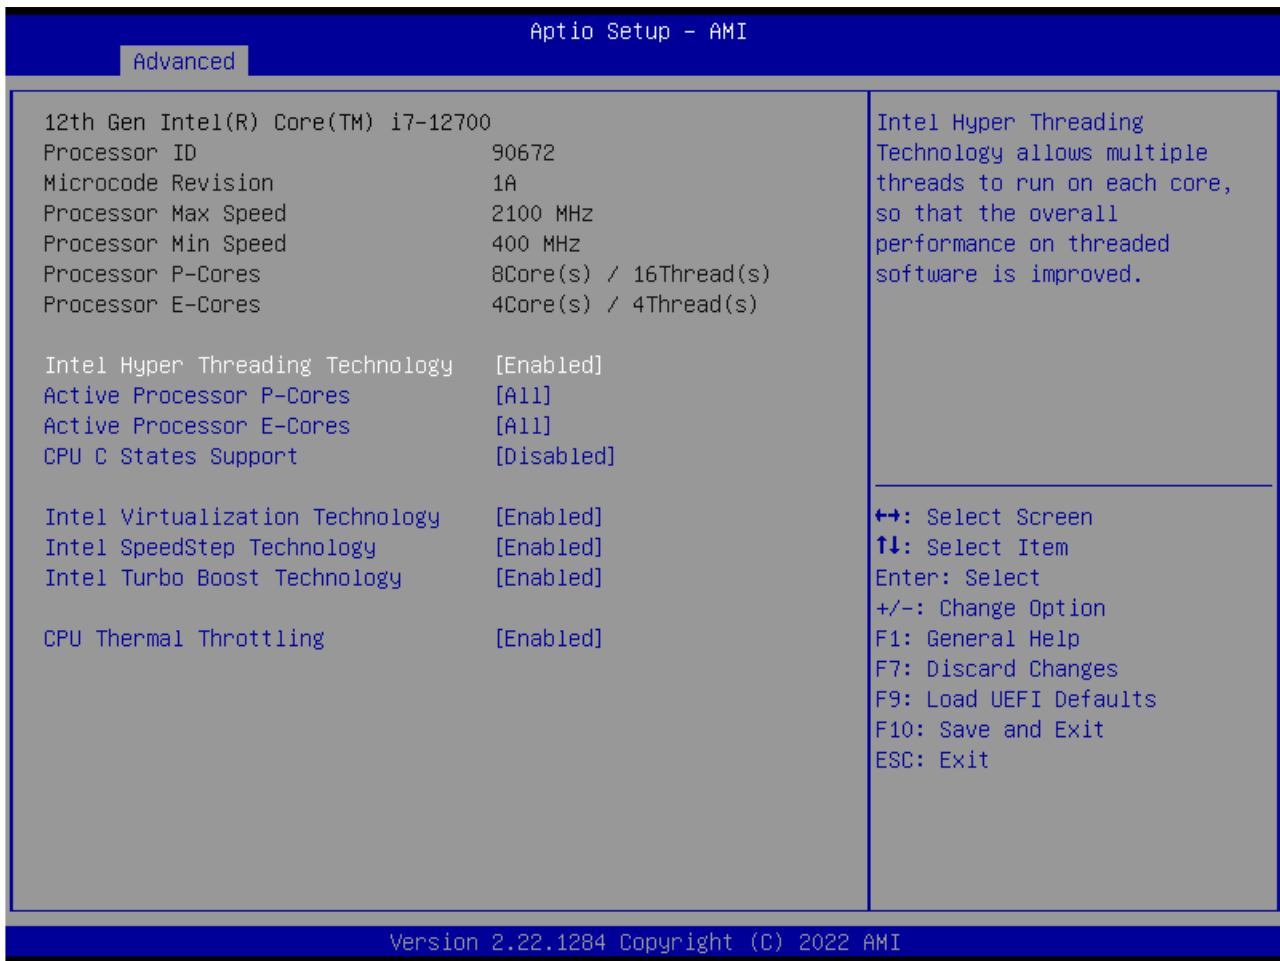 Aptio Setup – AMI
Advanced
12th Gen Intel(R) Core(TM) i7-12700
Processor ID 90672
Microcode Revision 1A
Processor Max Speed 2100 MHz
Processor Min Speed 400 MHz
Processor P-Cores 8Core(s) / 16Thread(s)
Processor E-Cores 4Core(s) / 4Thread(s)
Intel Hyper Threading Technology [Enabled]
Active Processor P-Cores [All]
Active Processor E-Cores [All]
CPU C States Support [Disabled]
Intel Virtualization Technology [Enabled]
Intel SpeedStep Technology [Enabled]
Intel Turbo Boost Technology [Enabled]
CPU Thermal Throttling [Enabled]
Intel Hyper Threading
Technology allows multiple
threads to run on each core,
so that the overall
performance on threaded
software is improved.
↔: Select Screen
↑↓: Select Item
Enter: Select
+/-: Change Option
F1: General Help
F7: Discard Changes
F9: Load UEFI Defaults
F10: Save and Exit
ESC: Exit
Version 2.22.1284 Copyright (C) 2022 AMI